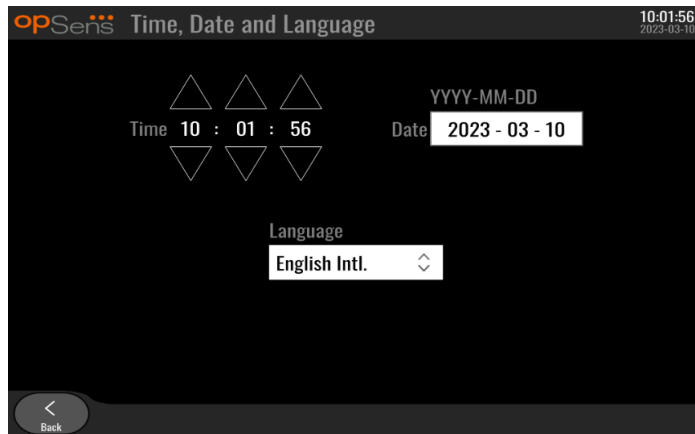 opSens Time, Date and Language
10:01:56
2023-03-10
YYYY-MM-DD
Time 10 : 01 : 56
Date 2023 - 03 - 10
Language
English Intl.
Back